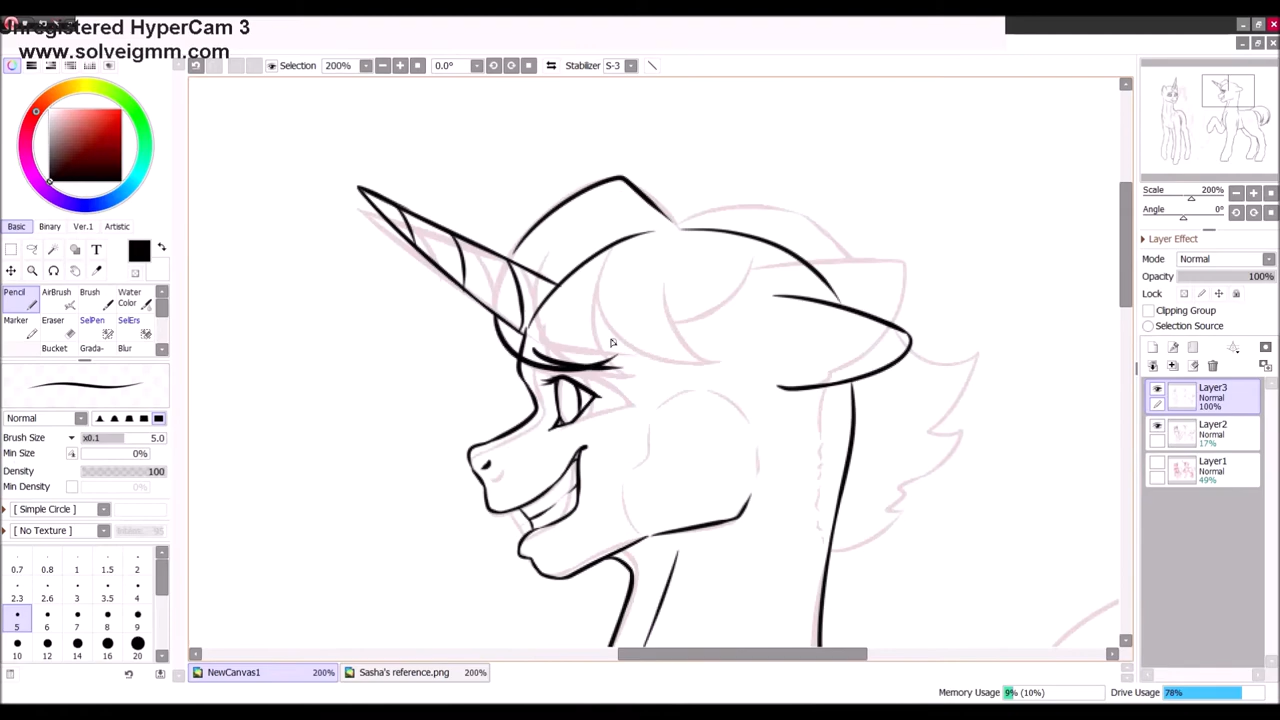 Unregistered HyperCam 3
www.solveigmm.com
Selection 200% 0.0° Stabilizer S-3
Basic Binary Ver.1 Artistic
T
Pencil AirBrush Brush Water Color
Marker Eraser SelPen SelErs
Bucket Grada- Blur
Normal
Brush Size x0.1 5.0
Min Size 0%
Density 100
Min Density
[ Simple Circle ]
[ No Texture ]
0.7 0.8 1 1.5 2
2.3 2.6 3 3.5 4
5 6 7 8 9
10 12 14 16 20
Scale 200%
Angle 0°
Layer Effect
Mode Normal
Opacity 100%
Lock
Clipping Group
Selection Source
Layer3
Normal
100%
Layer2
Normal
17%
Layer1
Normal
49%
NewCanvas1 200% Sasha's reference.png 200%
Memory Usage 9% (10%) Drive Usage 78%